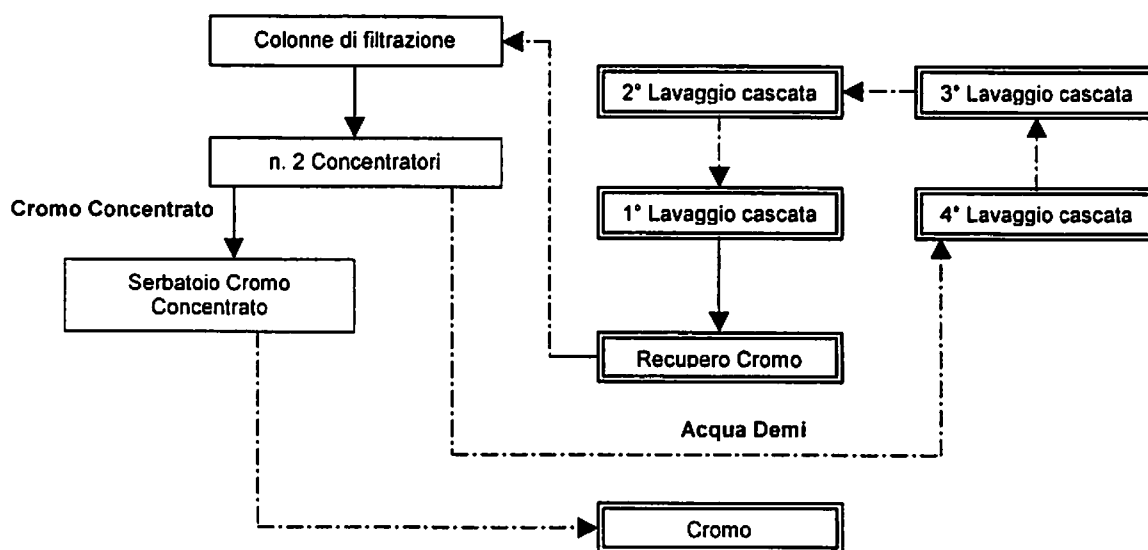 Colonne di filtrazione
2° Lavaggio cascata
3° Lavaggio cascata
n. 2 Concentratori
Cromo Concentrato
1° Lavaggio cascata
4° Lavaggio cascata
Serbatoio Cromo
Concentrato
Recupero Cromo
Acqua Demi
Cromo